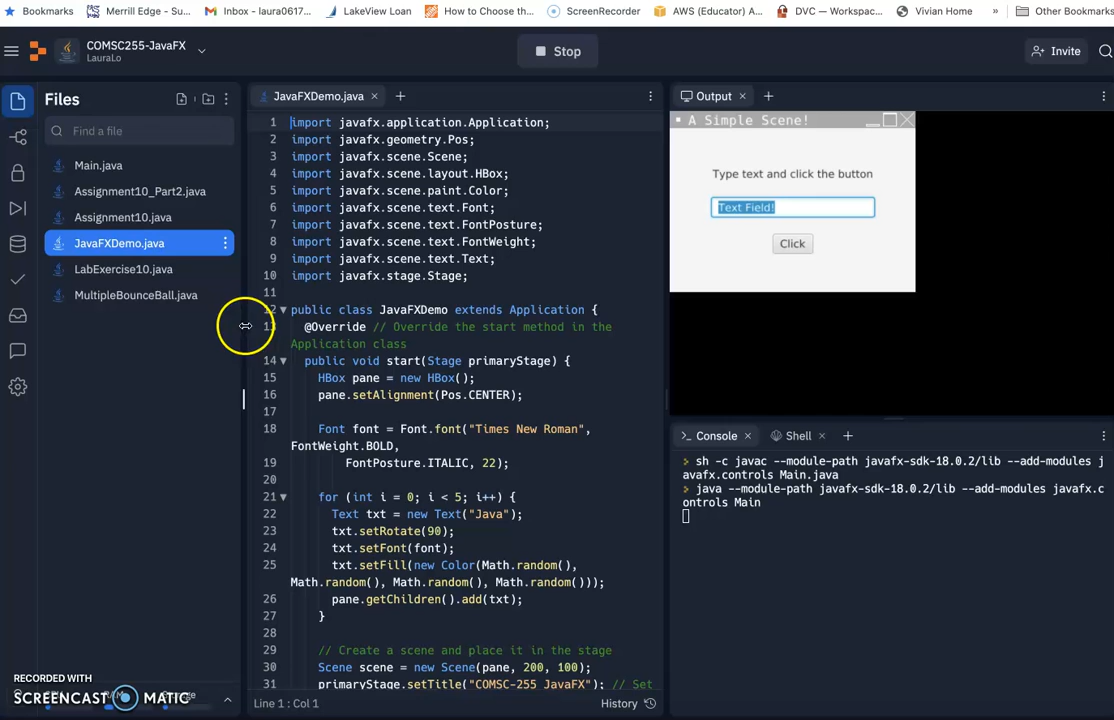 Bookmarks
Merrill Edge - Su...
Inbox - laura0617...
LakeView Loan
How to Choose th...
ScreenRecorder
AWS (Educator) A...
DVC – Workspac...
Vivian Home
»
Other Bookmarks
COMSC255-JavaFX
LauraLo
Stop
Invite
Files
Find a file
Main.java
Assignment10_Part2.java
Assignment10.java
JavaFXDemo.java
LabExercise10.java
MultipleBounceBall.java
JavaFXDemo.java
1 import javafx.application.Application;
2 import javafx.geometry.Pos;
3 import javafx.scene.Scene;
4 import javafx.scene.layout.HBox;
5 import javafx.scene.paint.Color;
6 import javafx.scene.text.Font;
7 import javafx.scene.text.FontPosture;
8 import javafx.scene.text.FontWeight;
9 import javafx.scene.text.Text;
10 import javafx.stage.Stage;
11
12 public class JavaFXDemo extends Application {
13 @Override // Override the start method in the
Application class
14 public void start(Stage primaryStage) {
15 HBox pane = new HBox();
16 pane.setAlignment(Pos.CENTER);
17
18 Font font = Font.font("Times New Roman",
FontWeight.BOLD,
19 FontPosture.ITALIC, 22);
20
21 for (int i = 0; i < 5; i++) {
22 Text txt = new Text("Java");
23 txt.setRotate(90);
24 txt.setFont(font);
25 txt.setFill(new Color(Math.random(),
Math.random(), Math.random(), Math.random()));
26 pane.getChildren().add(txt);
27 }
28
29 // Create a scene and place it in the stage
30 Scene scene = new Scene(pane, 200, 100);
31 primaryStage.setTitle("COMSC-255 JavaFX"); // Set
Line 1 : Col 1
History
Output
A Simple Scene!
Type text and click the button
Text Field!
Click
Console
Shell
sh -c javac --module-path javafx-sdk-18.0.2/lib --add-modules j
avafx.controls Main.java
java --module-path javafx-sdk-18.0.2/lib --add-modules javafx.c
ontrols Main
RECORDED WITH
SCREENCAST MATIC